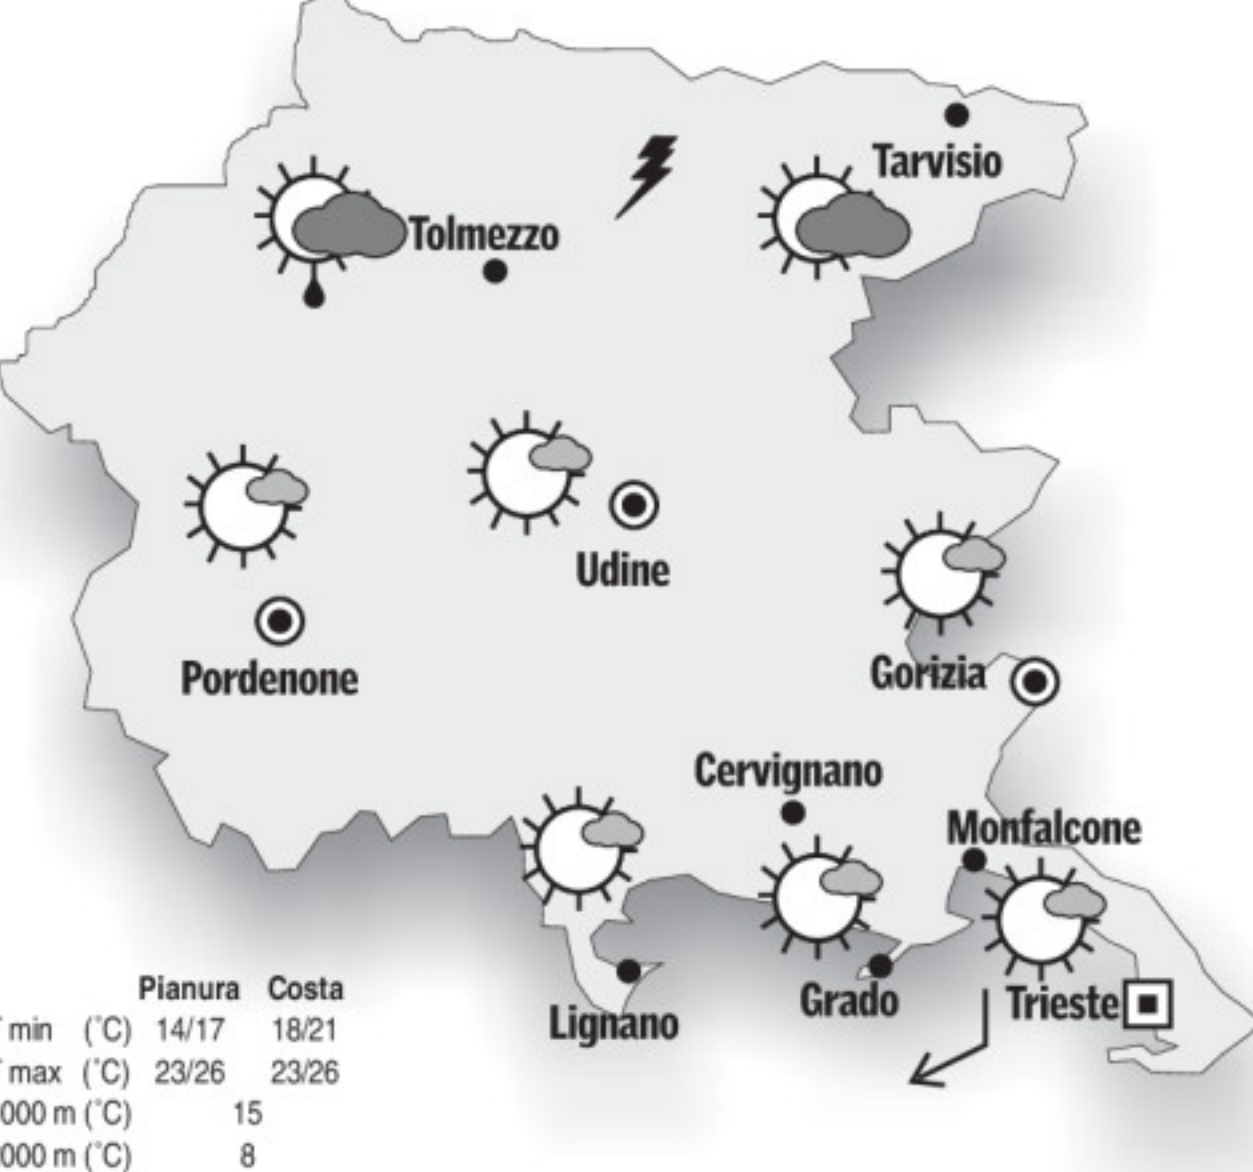 Tarvisio
Tolmezzo
Udine
Pordenone
Gorizia
Cervignano
Monfalcone
Grado
Trieste
Lignano
Pianura Costa
min (°C) 14/17 18/21
max (°C) 23/26 23/26
000 m (°C) 15
000 m (°C) 8